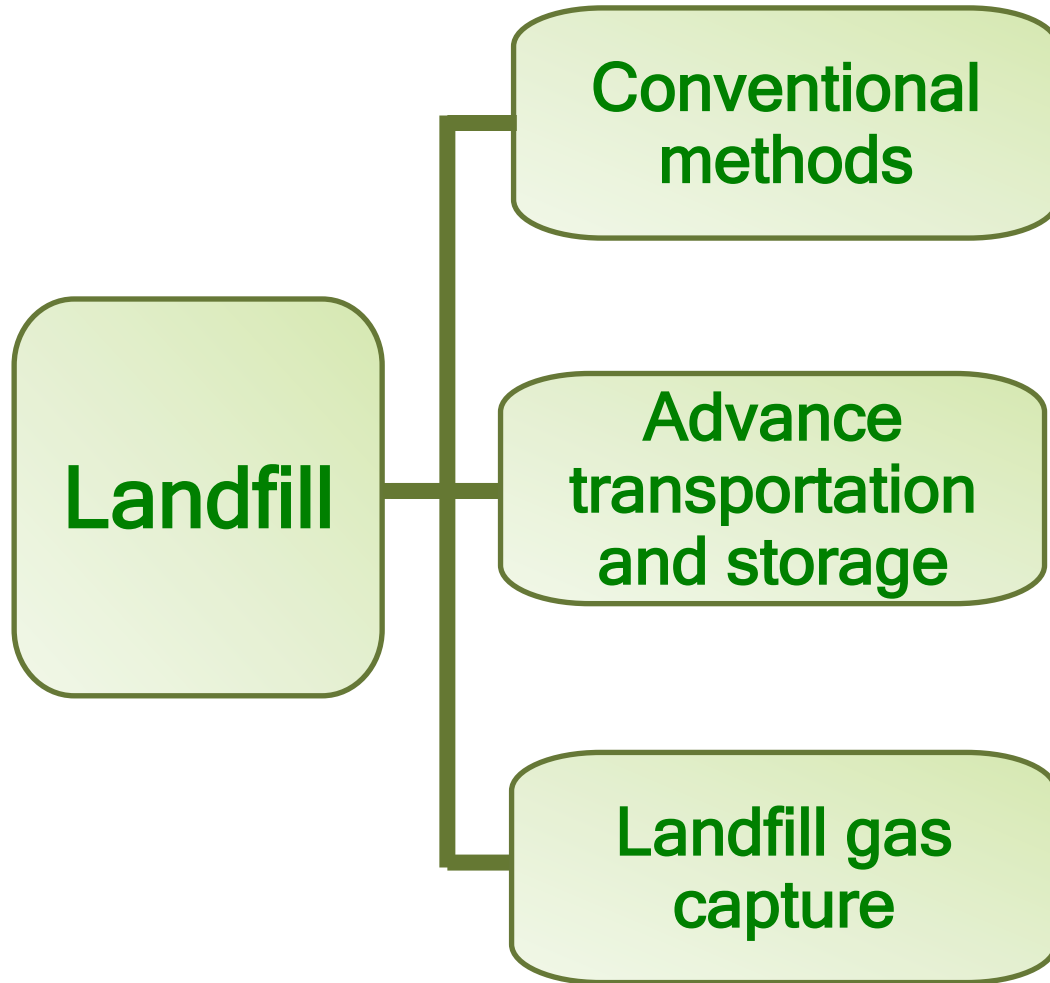 Conventional
methods
Landfill
Advance
transportation
and storage
Landfill gas
capture